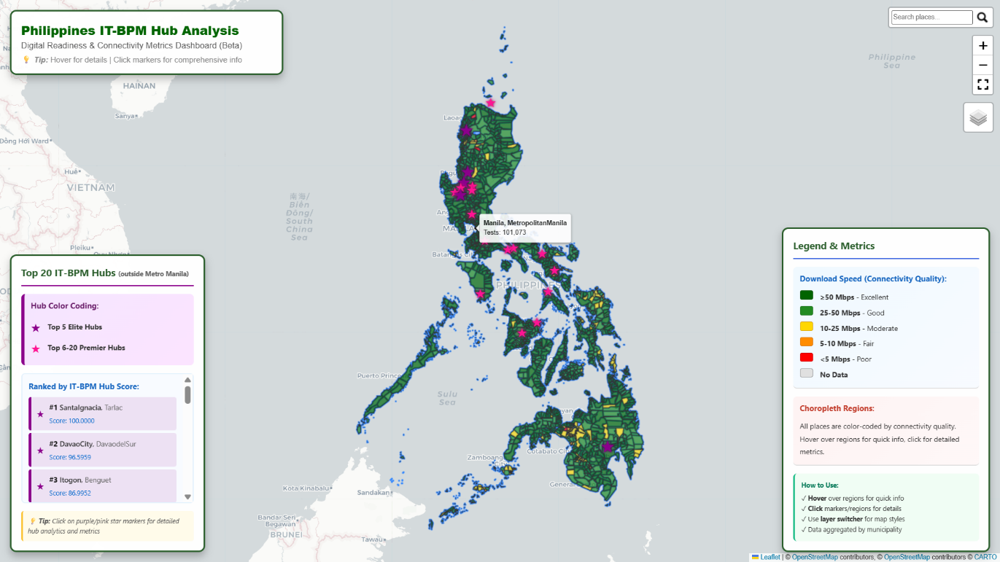 Philippines IT-BPM Hub Analysis
Digital Readiness & Connectivity Metrics Dashboard (Beta)
💡 Tip: Hover for details | Click markers for comprehensive info
Search places...
+
−
Philippine
Sea
HAINAN
Sanya
Đồng Hới Ward
Huê
VIETNAM
Pleiku
Quy Nhơn
南海/
Biên
Đông/
South
China
Sea
Laoag
MANILA
Manila, MetropolitanManila
Tests: 101,073
Batangas City
PHILIPPINES
Puerto Princ
Sulu
Sea
Zamboang
City
Cotabato City
General
Kota Kinabalu
Sandakan
Bandar Seri
Begawan
BRUNEI
Tawau
Top 20 IT-BPM Hubs (outside Metro Manila)
Hub Color Coding:
Top 5 Elite Hubs
Top 6-20 Premier Hubs
Ranked by IT-BPM Hub Score:
#1 SantaIgnacia, Tarlac
Score: 100.0000
#2 DavaoCity, DavaodelSur
Score: 96.5959
#3 Itogon, Benguet
Score: 86.9952
💡 Tip: Click on purple/pink star markers for detailed
hub analytics and metrics
Legend & Metrics
Download Speed (Connectivity Quality):
≥50 Mbps - Excellent
25-50 Mbps - Good
10-25 Mbps - Moderate
5-10 Mbps - Fair
<5 Mbps - Poor
No Data
Choropleth Regions:
All places are color-coded by connectivity quality.
Hover over regions for quick info, click for detailed
metrics.
How to Use:
✓ Hover over regions for quick info
✓ Click markers/regions for details
✓ Use layer switcher for map styles
✓ Data aggregated by municipality
Leaflet | © OpenStreetMap contributors, © OpenStreetMap contributors © CARTO